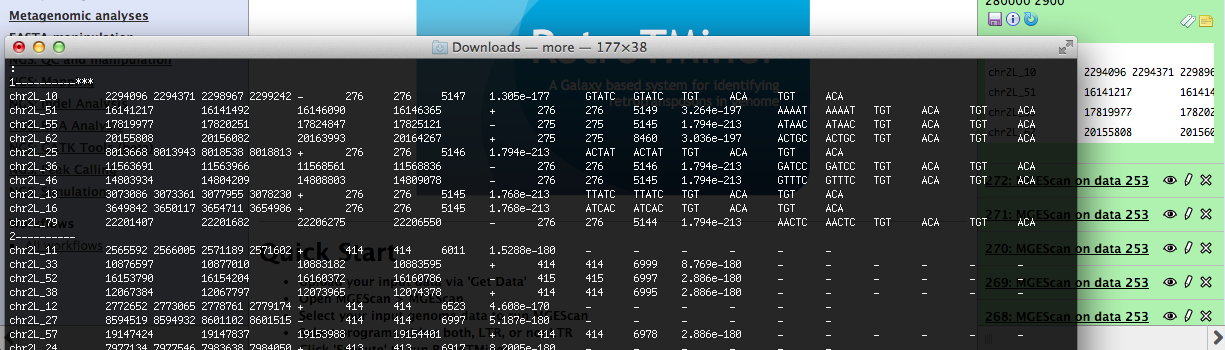 Metagenomic analyses
280000 2900
Downloads — more — 177×38
:
1----------***
chr2L_10 2294096 2294371 2298967 2299242 - 276 276 5147 1.305e-177 GTATC GTATC TGT ACA TGT ACA
chr2L_51 16141217 16141492 16146090 16146365 + 276 276 5149 3.264e-197 AAAAT AAAAT TGT ACA TGT ACA
chr2L_55 17819977 17820251 17824847 17825121 - 275 275 5145 1.794e-213 ATAAC ATAAC TGT ACA TGT ACA
chr2L_62 20155808 20156082 20163993 20164267 + 275 275 8460 3.036e-197 ACTGC ACTGC TGT ACA TGT ACA
chr2L_25 8013668 8013943 8018538 8018813 + 276 276 5146 1.794e-213 ACTAT ACTAT TGT ACA TGT ACA
chr2L_36 11563691 11563966 11568561 11568836 - 276 276 5146 1.794e-213 GATCC GATCC TGT ACA TGT ACA
chr2L_46 14803934 14804209 14808803 14809078 - 276 276 5145 1.794e-213 GTTTC GTTTC TGT ACA TGT ACA
chr2L_13 3073086 3073361 3077955 3078230 + 276 276 5145 1.768e-213 TTATC TTATC TGT ACA TGT ACA
chr2L_16 3649842 3650117 3654711 3654986 + 276 276 5145 1.768e-213 ATCAC ATCAC TGT ACA TGT ACA
chr2L_79 22201407 22201682 22206275 22206550 - 276 276 5144 1.794e-213 AACTC AACTC TGT ACA TGT ACA
2----------
chr2L_11 2565592 2566005 2571189 2571602 + 414 414 6011 1.5288e-180 - - - - - -
chr2L_33 10876597 10877010 10883182 10883595 + 414 414 6999 8.769e-180 - - - - - -
chr2L_52 16153790 16154204 16160372 16160786 + 415 415 6997 2.886e-180 - - - - - -
chr2L_38 12067384 12067797 12073965 12074378 + 414 414 6995 2.886e-180 - - - - - -
chr2L_12 2772652 2773065 2778761 2779174 + 414 414 6523 4.608e-178 - - - - - -
chr2L_27 8594519 8594932 8601102 8601515 - 414 414 6997 5.187e-180 - - - - - -
chr2L_57 19147424 19147837 19153988 19154401 + 414 414 6978 2.886e-180 - - - - - -
chr2L_24 7977134 7977546 7983638 7984050 + 413 413 6917 8.2005e-180 - - - - - -
Quick Start
A Galaxy based system for identifying
chr2L_10 2294096 2294371 229896
chr2L_51 16141217 161414
17819977 178202
20155808 201560
272: MGEScan on data 253
271: MGEScan on data 253
270: MGEScan on data 253
269: MGEScan on data 253
268: MGEScan on data 253